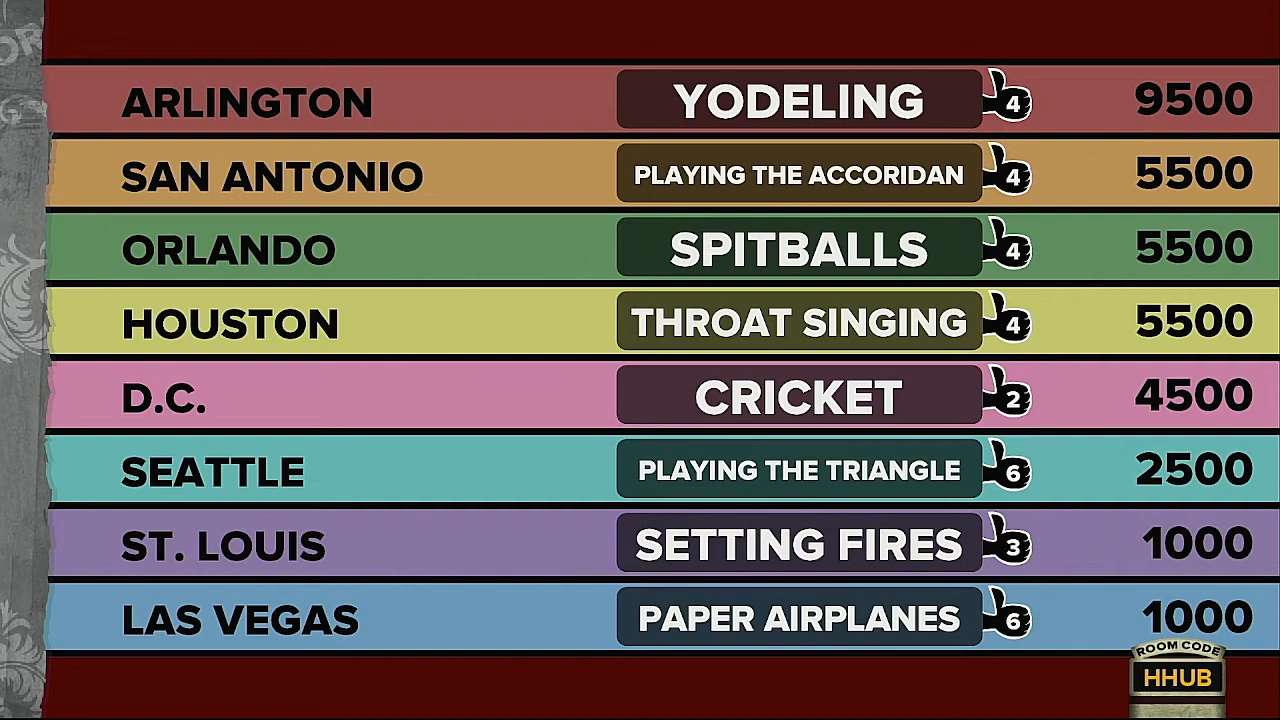 ARLINGTON YODELING 4 9500
SAN ANTONIO PLAYING THE ACCORIDAN 4 5500
ORLANDO SPITBALLS 4 5500
HOUSTON THROAT SINGING 4 5500
D.C. CRICKET 2 4500
SEATTLE PLAYING THE TRIANGLE 6 2500
ST. LOUIS SETTING FIRES 3 1000
LAS VEGAS PAPER AIRPLANES 6 1000
ROOM CODE
HHUB